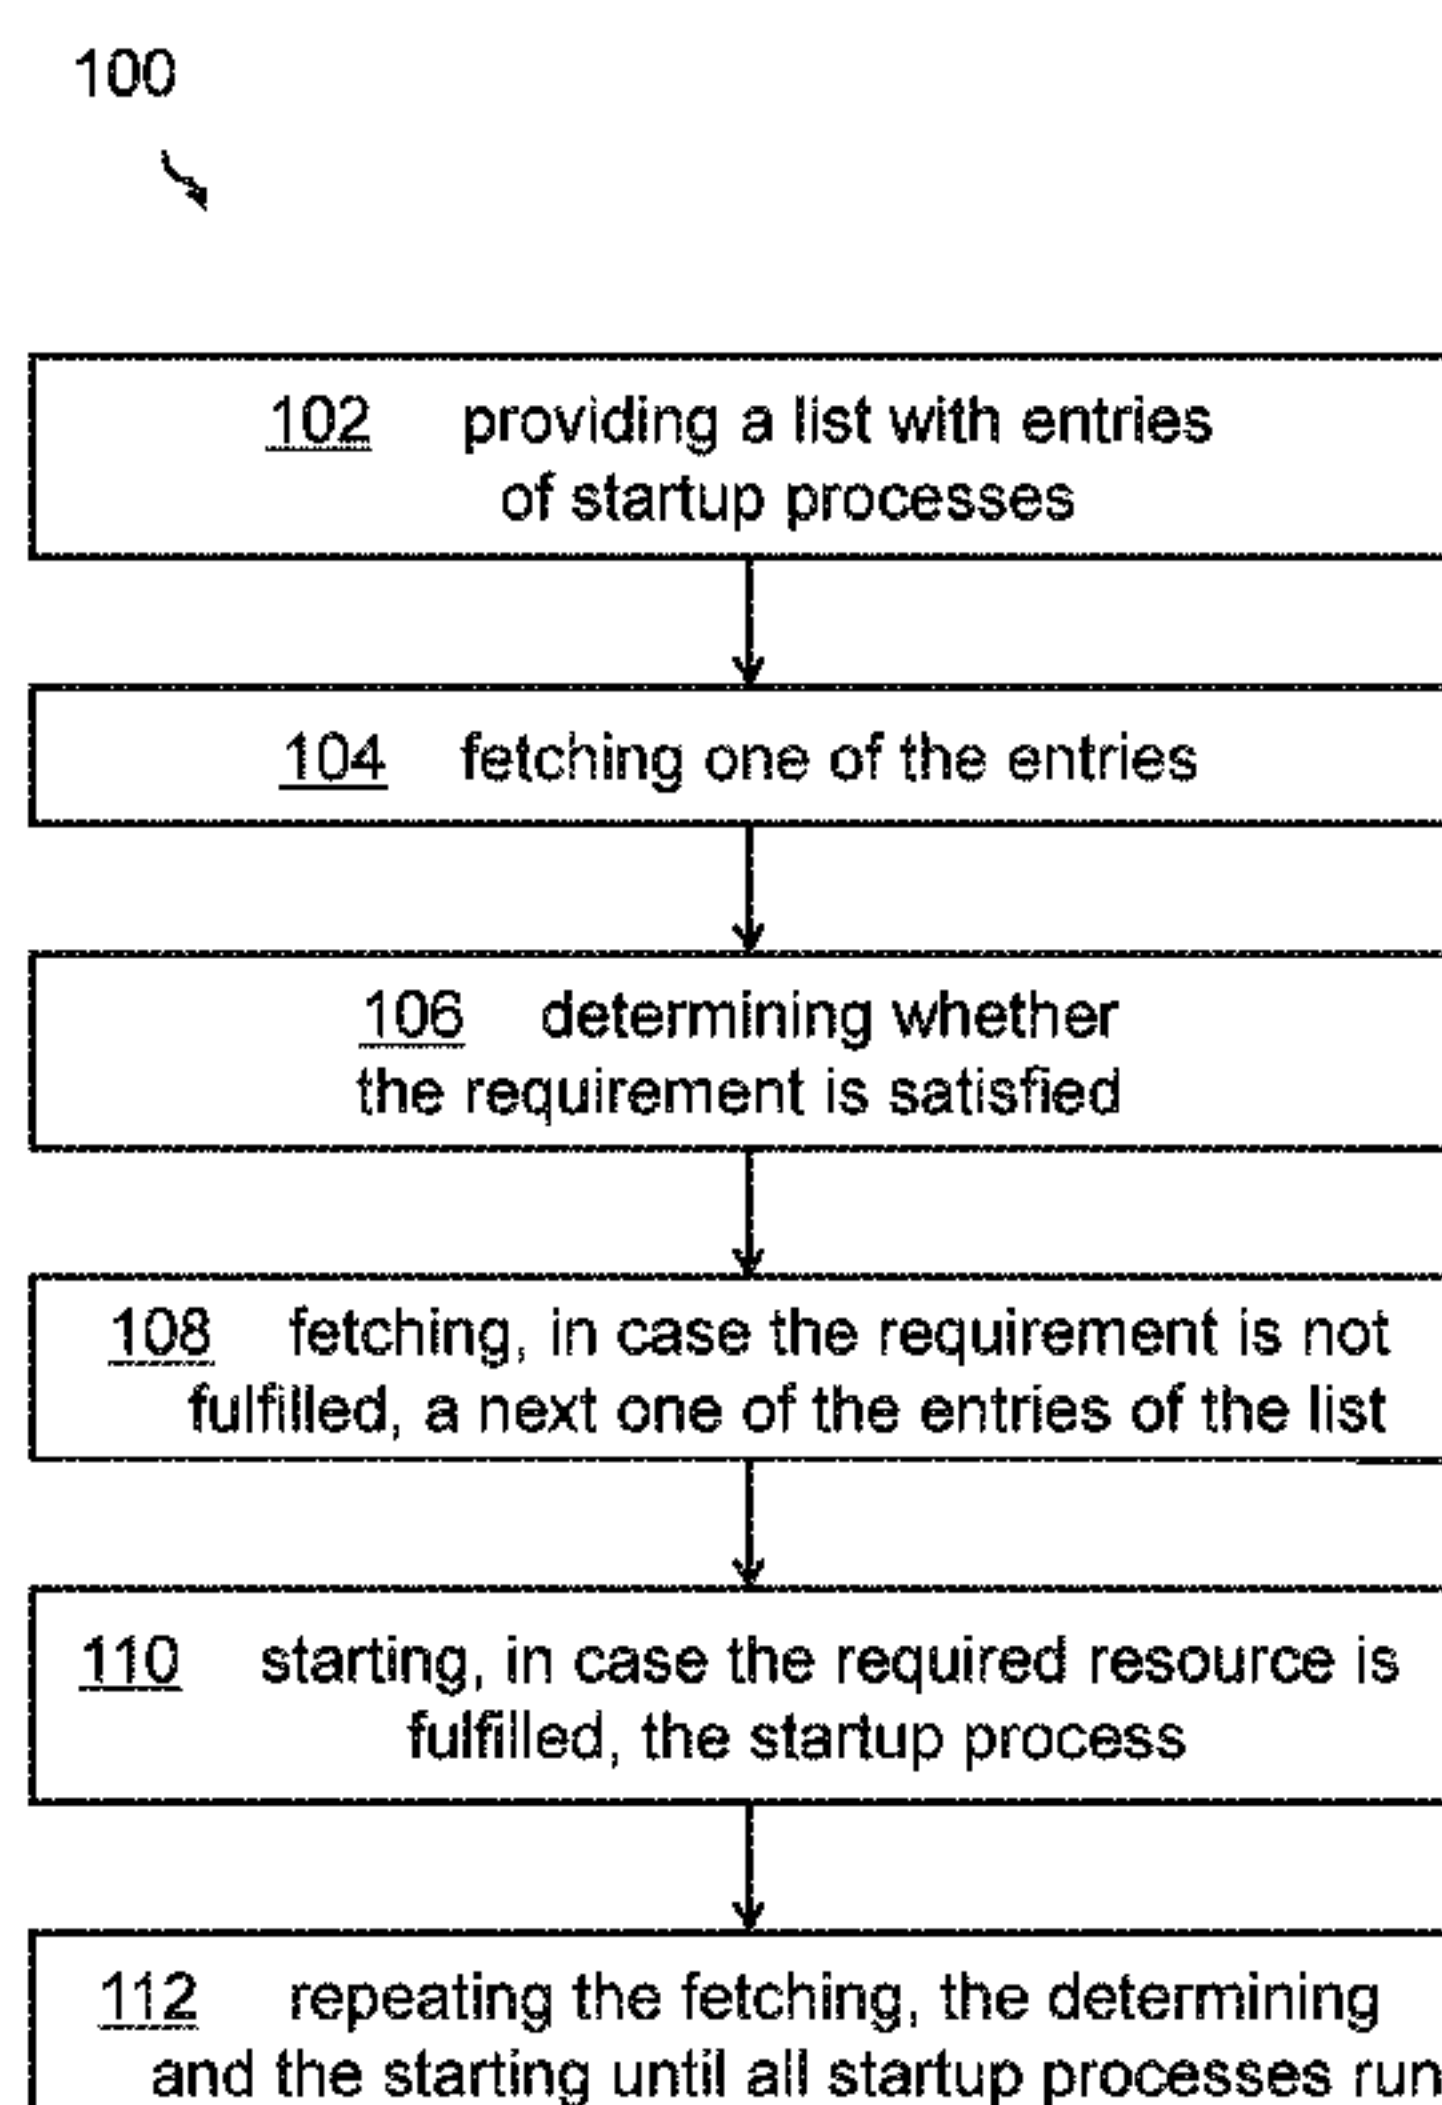 100
102 providing a list with entries
of startup processes
104 fetching one of the entries
106 determining whether
the requirement is satisfied
108 fetching, in case the requirement is not
fulfilled, a next one of the entries of the list
110 starting, in case the required resource is
fulfilled, the startup process
112 repeating the fetching, the determining
and the starting until all startup processes run